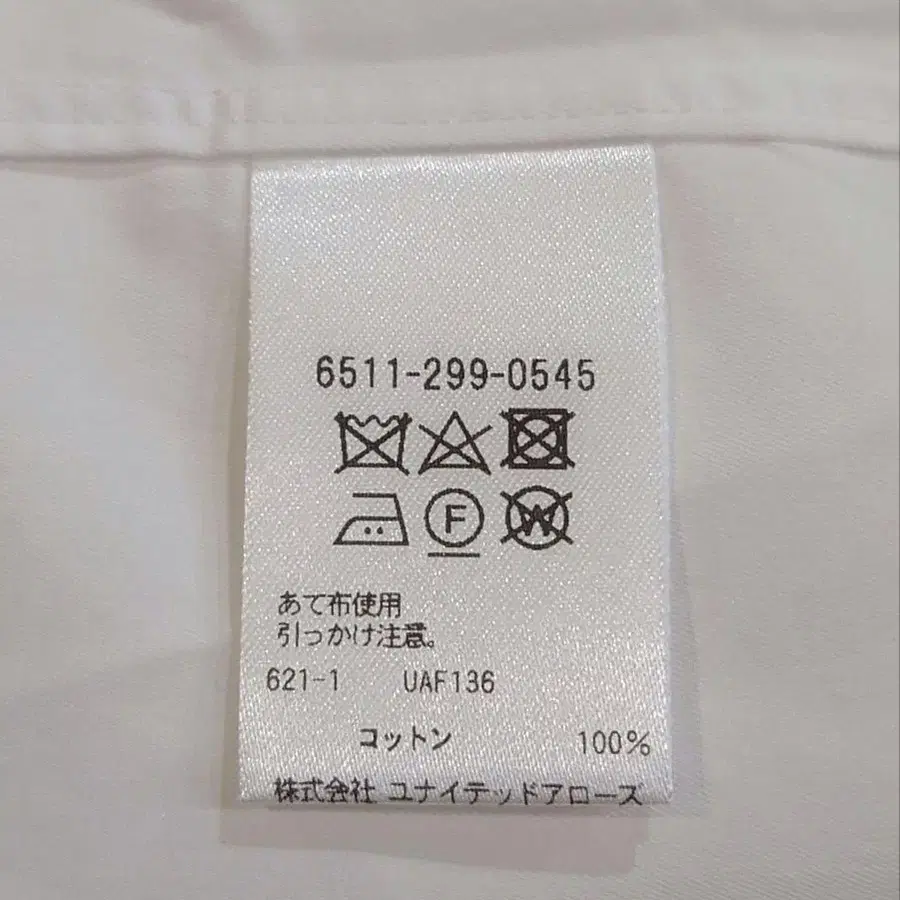 6511-299-0545
F W
あて布使用
引っかけ注意。
621-1 UAF136
コットン 100%
株式会社 ユナイテッドアローズ